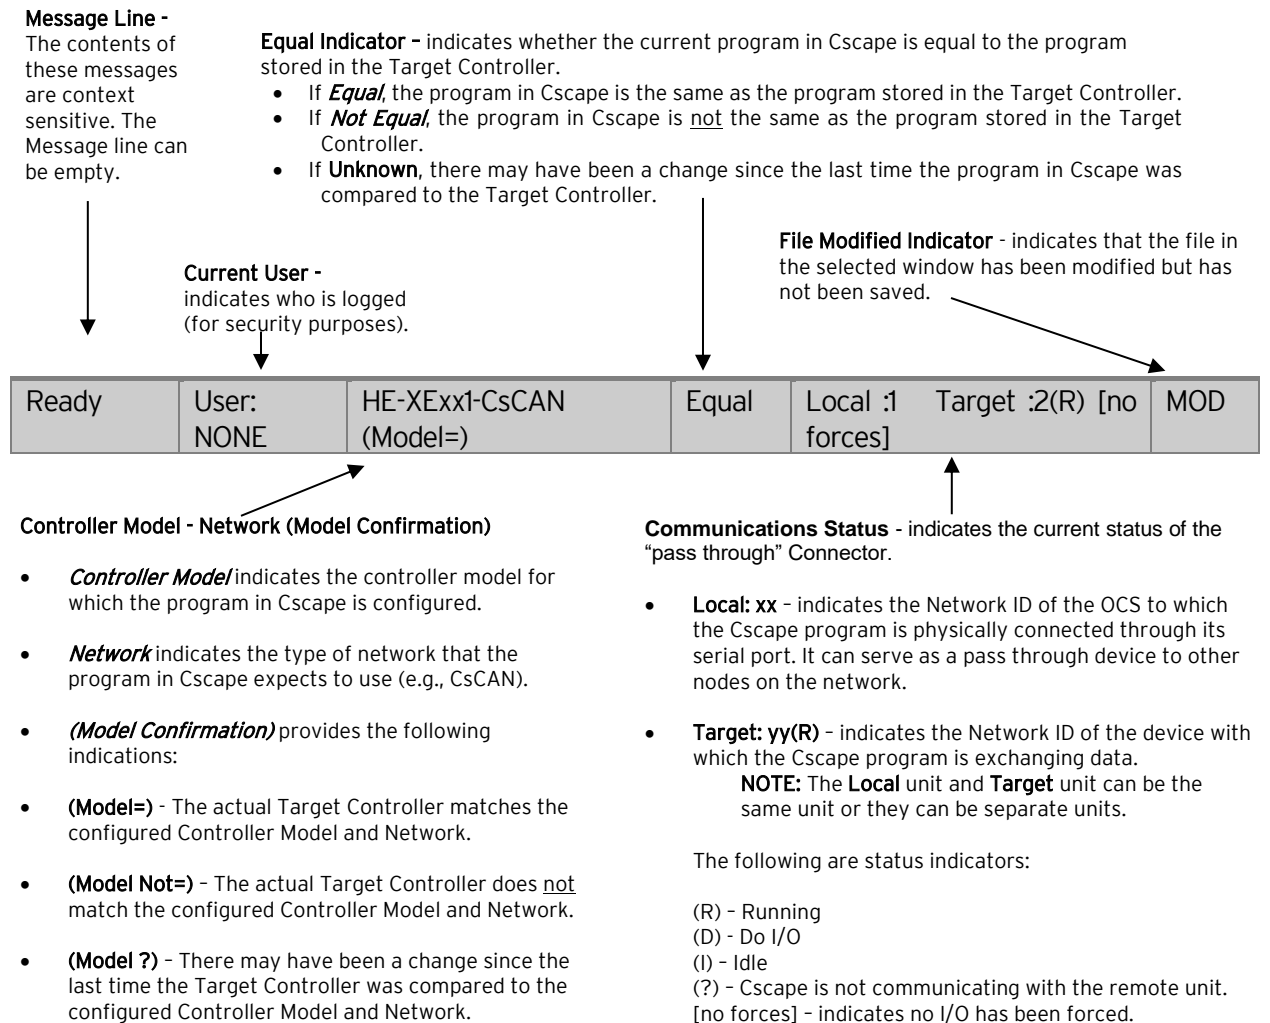 Message Line -
The contents of
these messages
are context
sensitive. The
Message line can
be empty.
Equal Indicator – indicates whether the current program in Cscape is equal to the program
stored in the Target Controller.
• If Equal, the program in Cscape is the same as the program stored in the Target Controller.
• If Not Equal, the program in Cscape is not the same as the program stored in the Target
Controller.
• If Unknown, there may have been a change since the last time the program in Cscape was
compared to the Target Controller.
File Modified Indicator - indicates that the file in
the selected window has been modified but has
not been saved.
Current User -
indicates who is logged
(for security purposes).
Ready
User:
NONE
HE-XExx1-CsCAN
(Model=)
Equal
Local :1 Target :2(R) [no
forces]
MOD
Controller Model - Network (Model Confirmation)
• Controller Model indicates the controller model for
which the program in Cscape is configured.
• Network indicates the type of network that the
program in Cscape expects to use (e.g., CsCAN).
• (Model Confirmation) provides the following
indications:
• (Model=) - The actual Target Controller matches the
configured Controller Model and Network.
• (Model Not=) – The actual Target Controller does not
match the configured Controller Model and Network.
• (Model ?) – There may have been a change since the
last time the Target Controller was compared to the
configured Controller Model and Network.
Communications Status - indicates the current status of the
“pass through” Connector.
• Local: xx – indicates the Network ID of the OCS to which
the Cscape program is physically connected through its
serial port. It can serve as a pass through device to other
nodes on the network.
• Target: yy(R) – indicates the Network ID of the device with
which the Cscape program is exchanging data.
NOTE: The Local unit and Target unit can be the
same unit or they can be separate units.
The following are status indicators:
(R) – Running
(D) - Do I/O
(I) – Idle
(?) – Cscape is not communicating with the remote unit.
[no forces] – indicates no I/O has been forced.